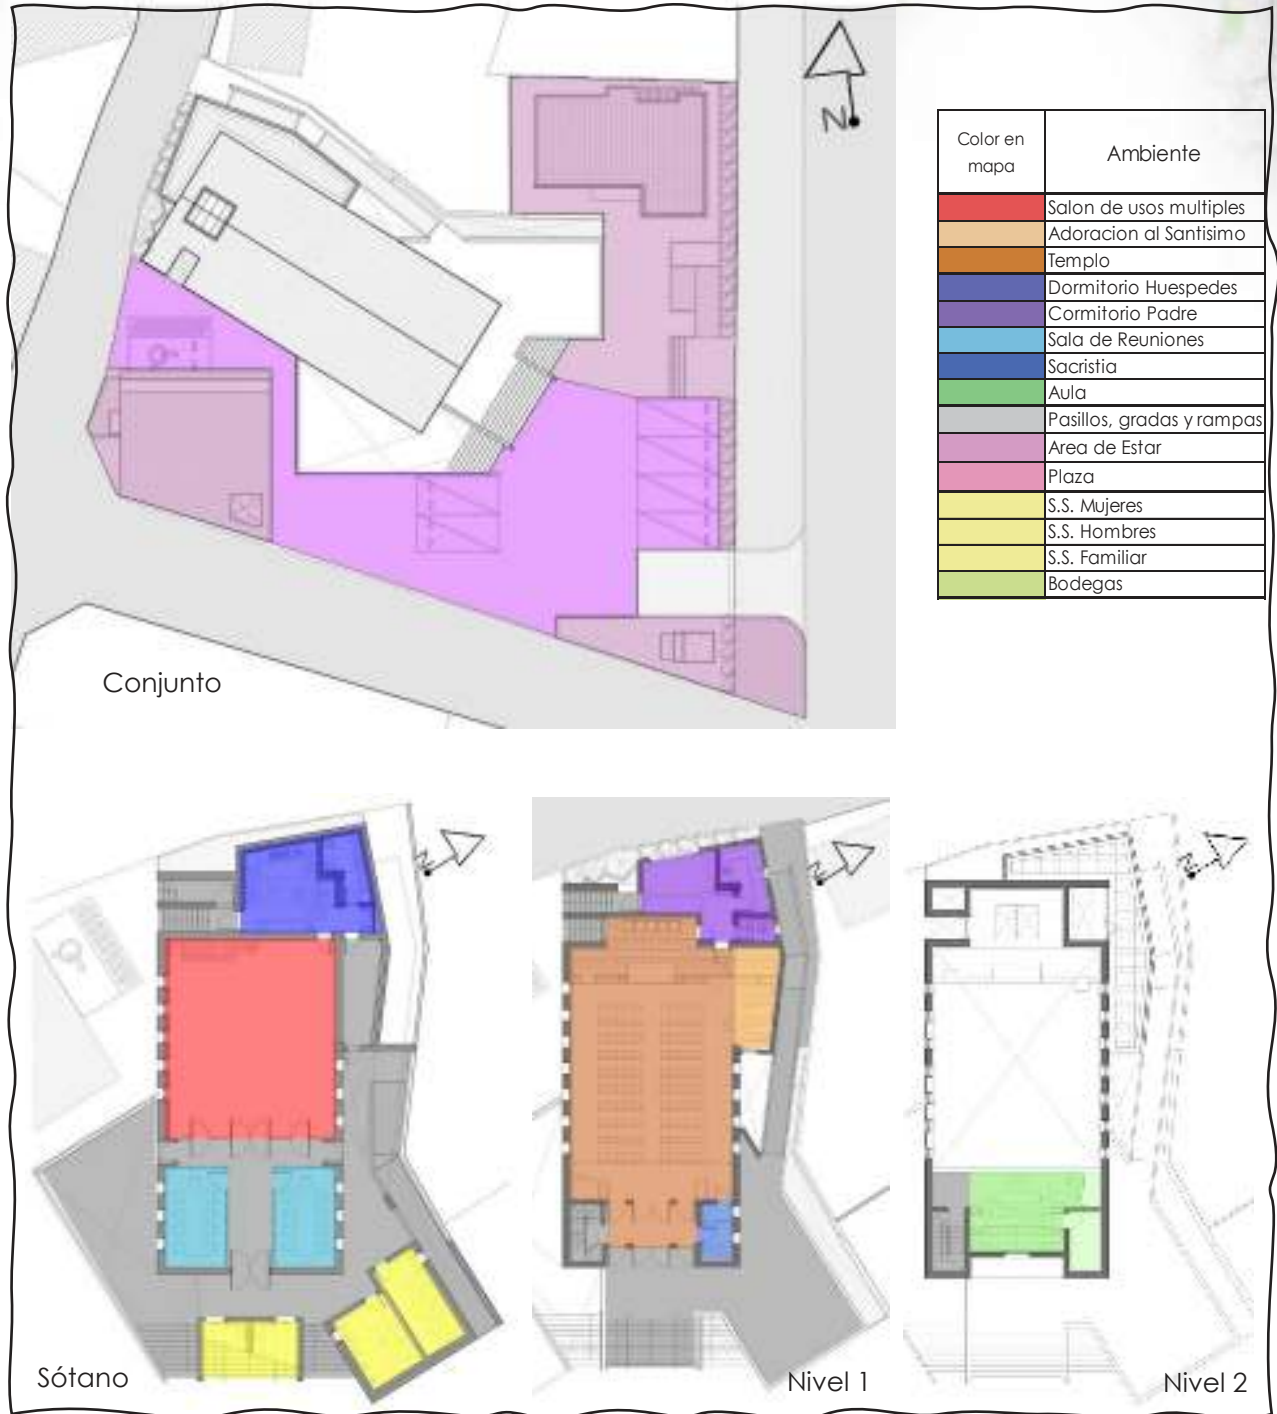 N
Color en
mapa
Ambiente
Salon de usos multiples
Adoracion al Santisimo
Templo
Dormitorio Huespedes
Cormitorio Padre
Sala de Reuniones
Sacristia
Aula
Pasillos, gradas y rampas
Area de Estar
Plaza
S.S. Mujeres
S.S. Hombres
S.S. Familiar
Bodegas
Conjunto
N
N
N
Sótano
Nivel 1
Nivel 2